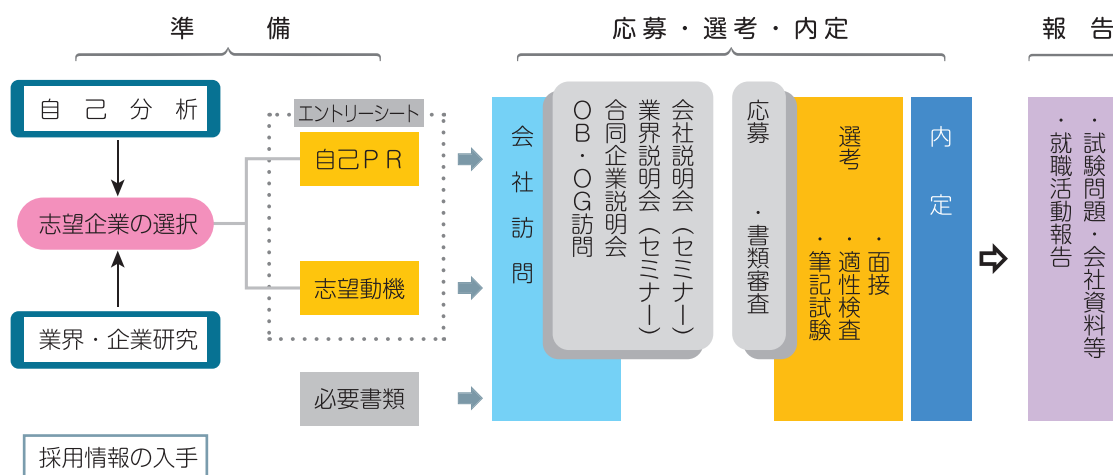 準備
応募・選考・内定
報告
自己分析
志望企業の選択
業界・企業研究
採用情報の入手
エントリーシート
自己PR
志望動機
必要書類
会社訪問
会社説明会（セミナー）
業界説明会（セミナー）
合同企業説明会
OB・OG訪問
応募
・書類審査
選考
・面接
・適性検査
・筆記試験
内定
・試験問題・会社資料等
・就職活動報告